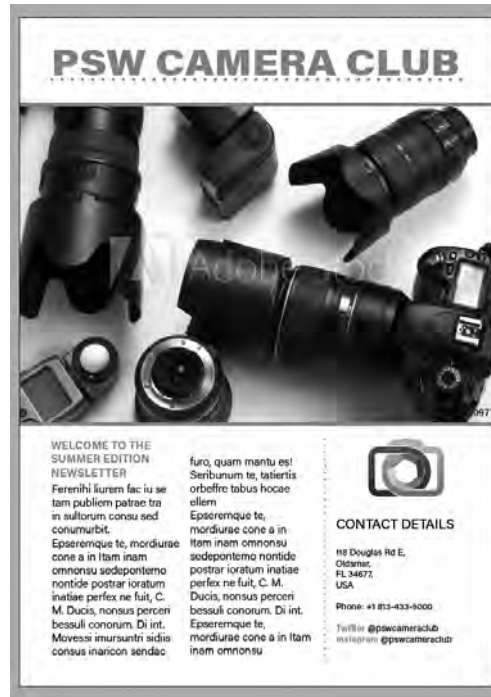 PSW CAMERA CLUB
Adobe Stock
097
WELCOME TO THE
SUMMER EDITION
NEWSLETTER
Ferenihi liurem fac iu se
tam publiem patrae tra
in sultorum consu sed
conumurbit.
Epseremque te, mordiurae
cone a in Itam inam
omnonsu sedepontemo
nontide postrar ioratum
inatiae perfex ne fuit, C.
M. Ducis, nonsus perceri
bessuli conorum. Di int.
Movessi imursuntri sidiis
consus inaricon sendac
furo, quam mantu es!
Seribunum te, tatiertis
orbeffre tabus hocae
ellem
Epseremque te,
mordiurae cone a in
Itam inam omnonsu
sedepontemo nontide
postrar ioratum inatiae
perfex ne fuit, C. M.
Ducis, nonsus perceri
bessuli conorum. Di int.
Epseremque te,
mordiurae cone a in Itam
inam omnonsu
CONTACT DETAILS
118 Douglas Rd E,
Oldsmar,
FL 34677,
USA
Phone: +1 813-433-5000
Twitter @pswcameraclub
Instagram @pswcameraclub